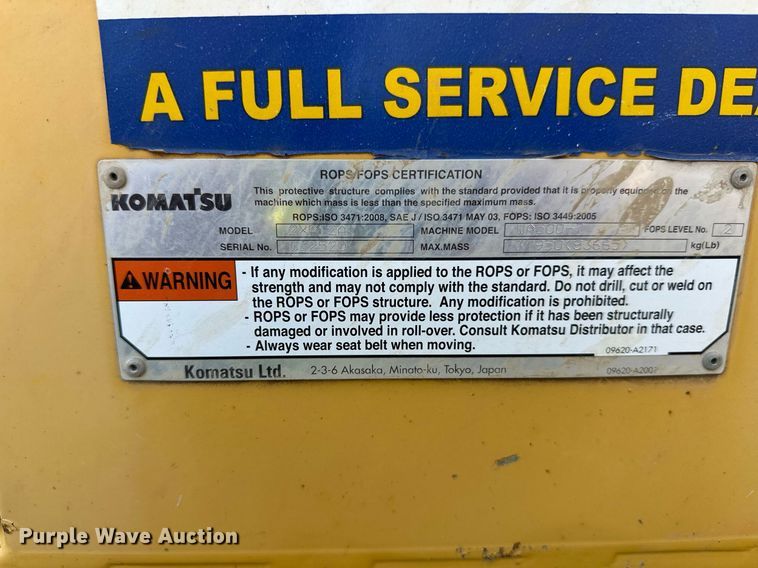 A FULL SERVICE
ROPS/FOPS CERTIFICATION
KOMATSU
This protective structure complies with the standard provided that it is properly equipped on the
machine which mass is less than the specified maximum mass.
ROPS:ISO 3471:2008, SAE J / ISO 3471 MAY 03, FOPS: ISO 3449:2005
MODEL MACHINE MODEL FOPS LEVEL No. 2
SERIAL No. MAX.MASS kg(Lb)
WARNING
- If any modification is applied to the ROPS or FOPS, it may affect the
strength and may not comply with the standard. Do not drill, cut or weld on
the ROPS or FOPS structure. Any modification is prohibited.
- ROPS or FOPS may provide less protection if it has been structurally
damaged or involved in roll-over. Consult Komatsu Distributor in that case.
- Always wear seat belt when moving.
09620-A2171
Komatsu Ltd. 2-3-6 Akasaka, Minato-ku, Tokyo, Japan
Purple Wave Auction